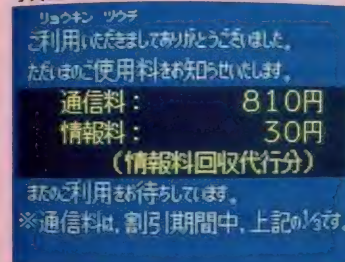 リョウキン ツウチ
ご利用いただきましてありがとうございました。
ただいまのご使用料をお知らせいたします。
通信料： 810円
情報料： 30円
（情報料回収代行分）
またのご利用をお待ちしています。
※通信料は、割引期間中、上記の1/3です。